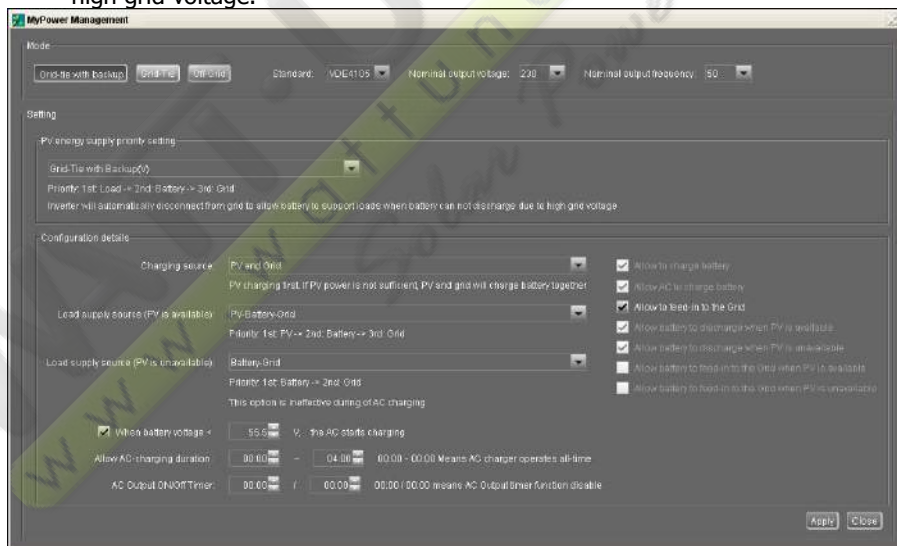 high grid voltage.
MyPower Management
Mode
Grid-tie with backup Grid-Tie Off-Grid Standard: VDE4105 Nominal output voltage: 230 Nominal output frequency: 50
Setting
PV energy supply priority setting
Grid-Tie with Backup(V)
Priority: 1st: Load -> 2nd: Battery -> 3rd: Grid
Inverter will automatically disconnect from grid to allow battery to support loads when battery can not discharge due to high grid voltage
Configuration details
Charging source: PV and Grid
PV charging first. If PV power is not sufficient, PV and grid will charge battery together
Load supply source (PV is available): PV-Battery-Grid
Priority: 1st: PV -> 2nd: Battery -> 3rd: Grid
Load supply source (PV is unavailable): Battery-Grid
Priority: 1st: Battery -> 2nd: Grid
This option is ineffective during of AC charging
When battery voltage < 55.5 V, the AC starts charging
Allow AC charging duration: 00:00 – 04:00 00:00 - 00:00 Means AC charger operates all-time
AC Output ON/Off Timer: 00:00 / 00:00 00:00 / 00:00 means AC Output timer function disable
Allow to charge battery
Allow AC to charge battery
Allow to feed-in to the Grid
Allow battery to discharge when PV is available
Allow battery to discharge when PV is unavailable
Allow battery to feed-in to the Grid when PV is available
Allow battery to feed-in to the Grid when PV is unavailable
Apply Close